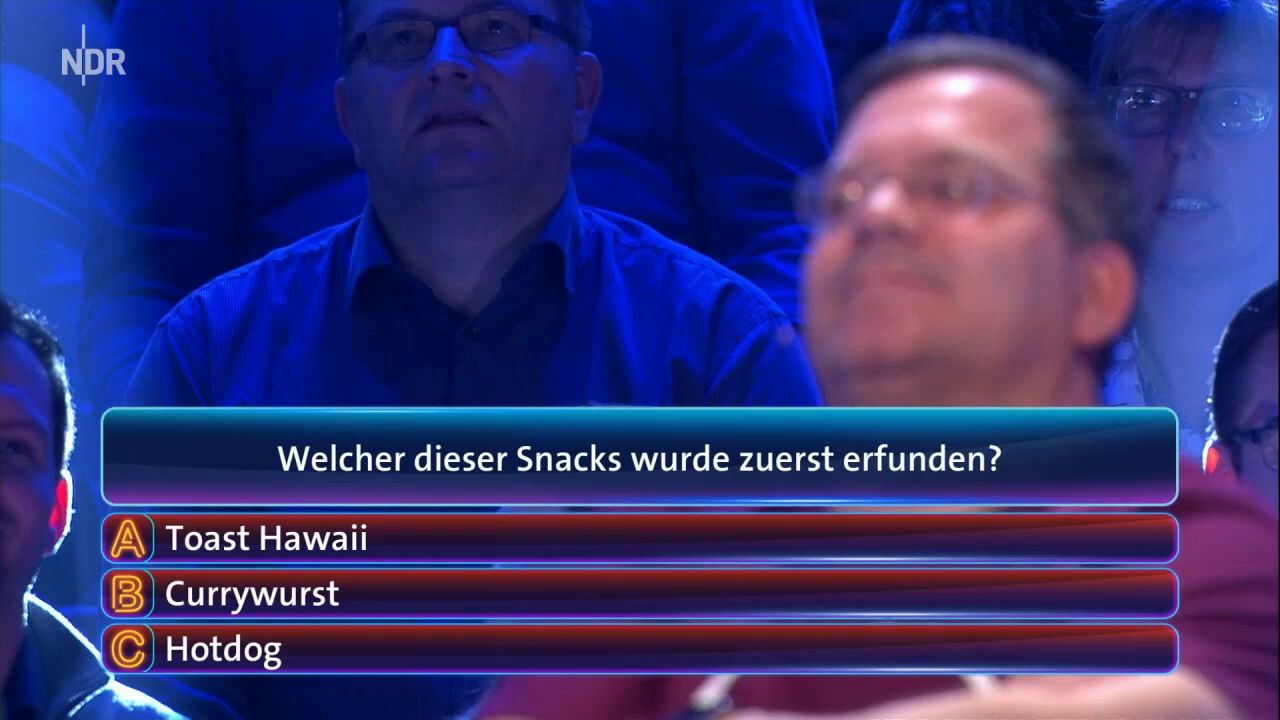 NDR
Welcher dieser Snacks wurde zuerst erfunden?
A Toast Hawaii
B Currywurst
C Hotdog